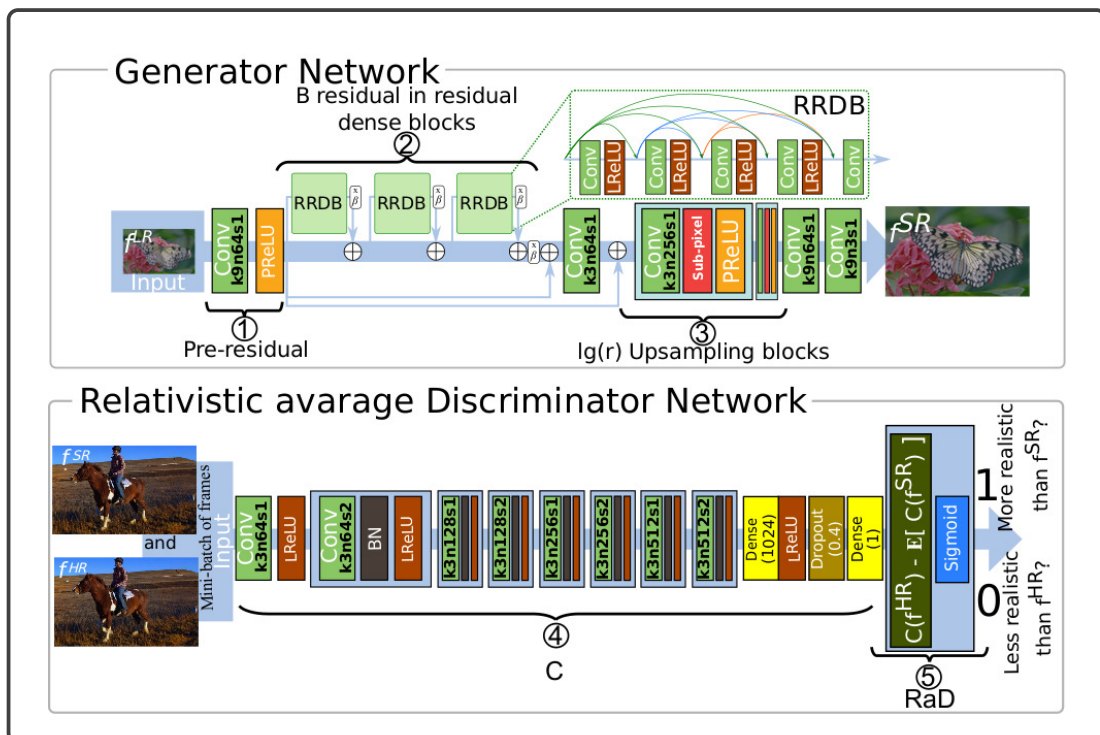 Generator Network
B residual in residual
dense blocks
②
RRDB
Conv
LReLU
Conv
LReLU
Conv
LReLU
Conv
LReLU
Conv
RRDB
x
β
RRDB
x
β
RRDB
x
β
f^LR
Input
Conv
k9n64s1
PReLU
x
β
Conv
k3n64s1
Conv
k3n256s1
Sub-pixel
PReLU
Conv
k9n64s1
Conv
k9n3s1
f^SR
①
Pre-residual
③
lg(r) Upsampling blocks
Relativistic avarage Discriminator Network
f^SR
and
f^HR
Mini-batch of frames
Input
Conv
k3n64s1
LReLU
Conv
k3n64s2
BN
LReLU
k3n128s1
k3n128s2
k3n256s1
k3n256s2
k3n512s1
k3n512s2
Dense
(1024)
LReLU
Dropout
(0.4)
Dense
(1)
C(f^HR) - E[ C(f^SR) ]
Sigmoid
1
More realistic
than f^SR?
0
Less realistic
than f^HR?
④
C
⑤
RaD